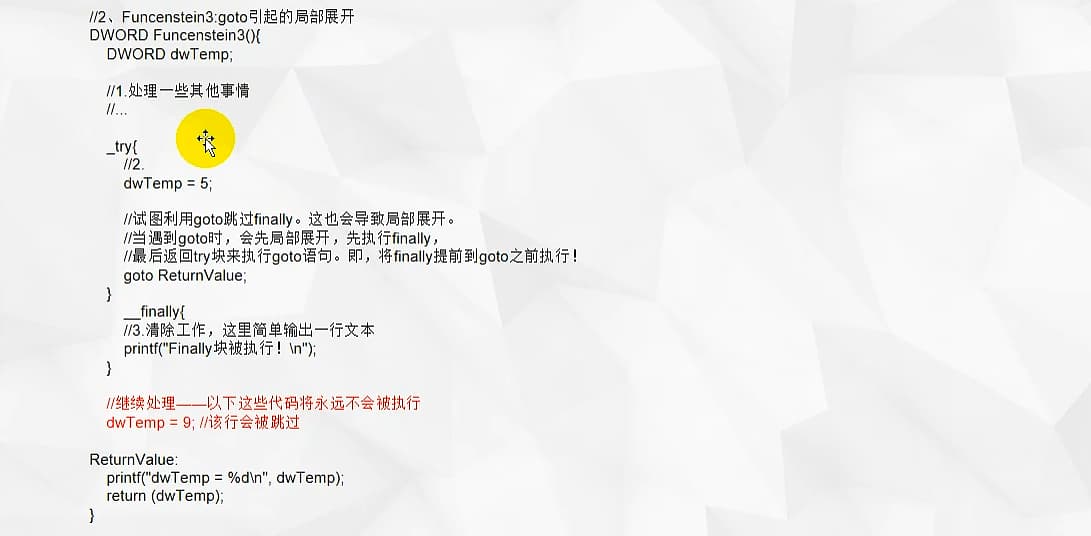 //2、Funcenstein3:goto引起的局部展开
DWORD Funcenstein3(){
DWORD dwTemp;
//1.处理一些其他事情
//...
_try{
//2.
dwTemp = 5;
//试图利用goto跳过finally。这也会导致局部展开。
//当遇到goto时，会先局部展开，先执行finally，
//最后返回try块来执行goto语句。即，将finally提前到goto之前执行！
goto ReturnValue;
}
__finally{
//3.清除工作，这里简单输出一行文本
printf("Finally块被执行！\n");
}
//继续处理——以下这些代码将永远不会被执行
dwTemp = 9; //该行会被跳过
ReturnValue:
printf("dwTemp = %d\n", dwTemp);
return (dwTemp);
}